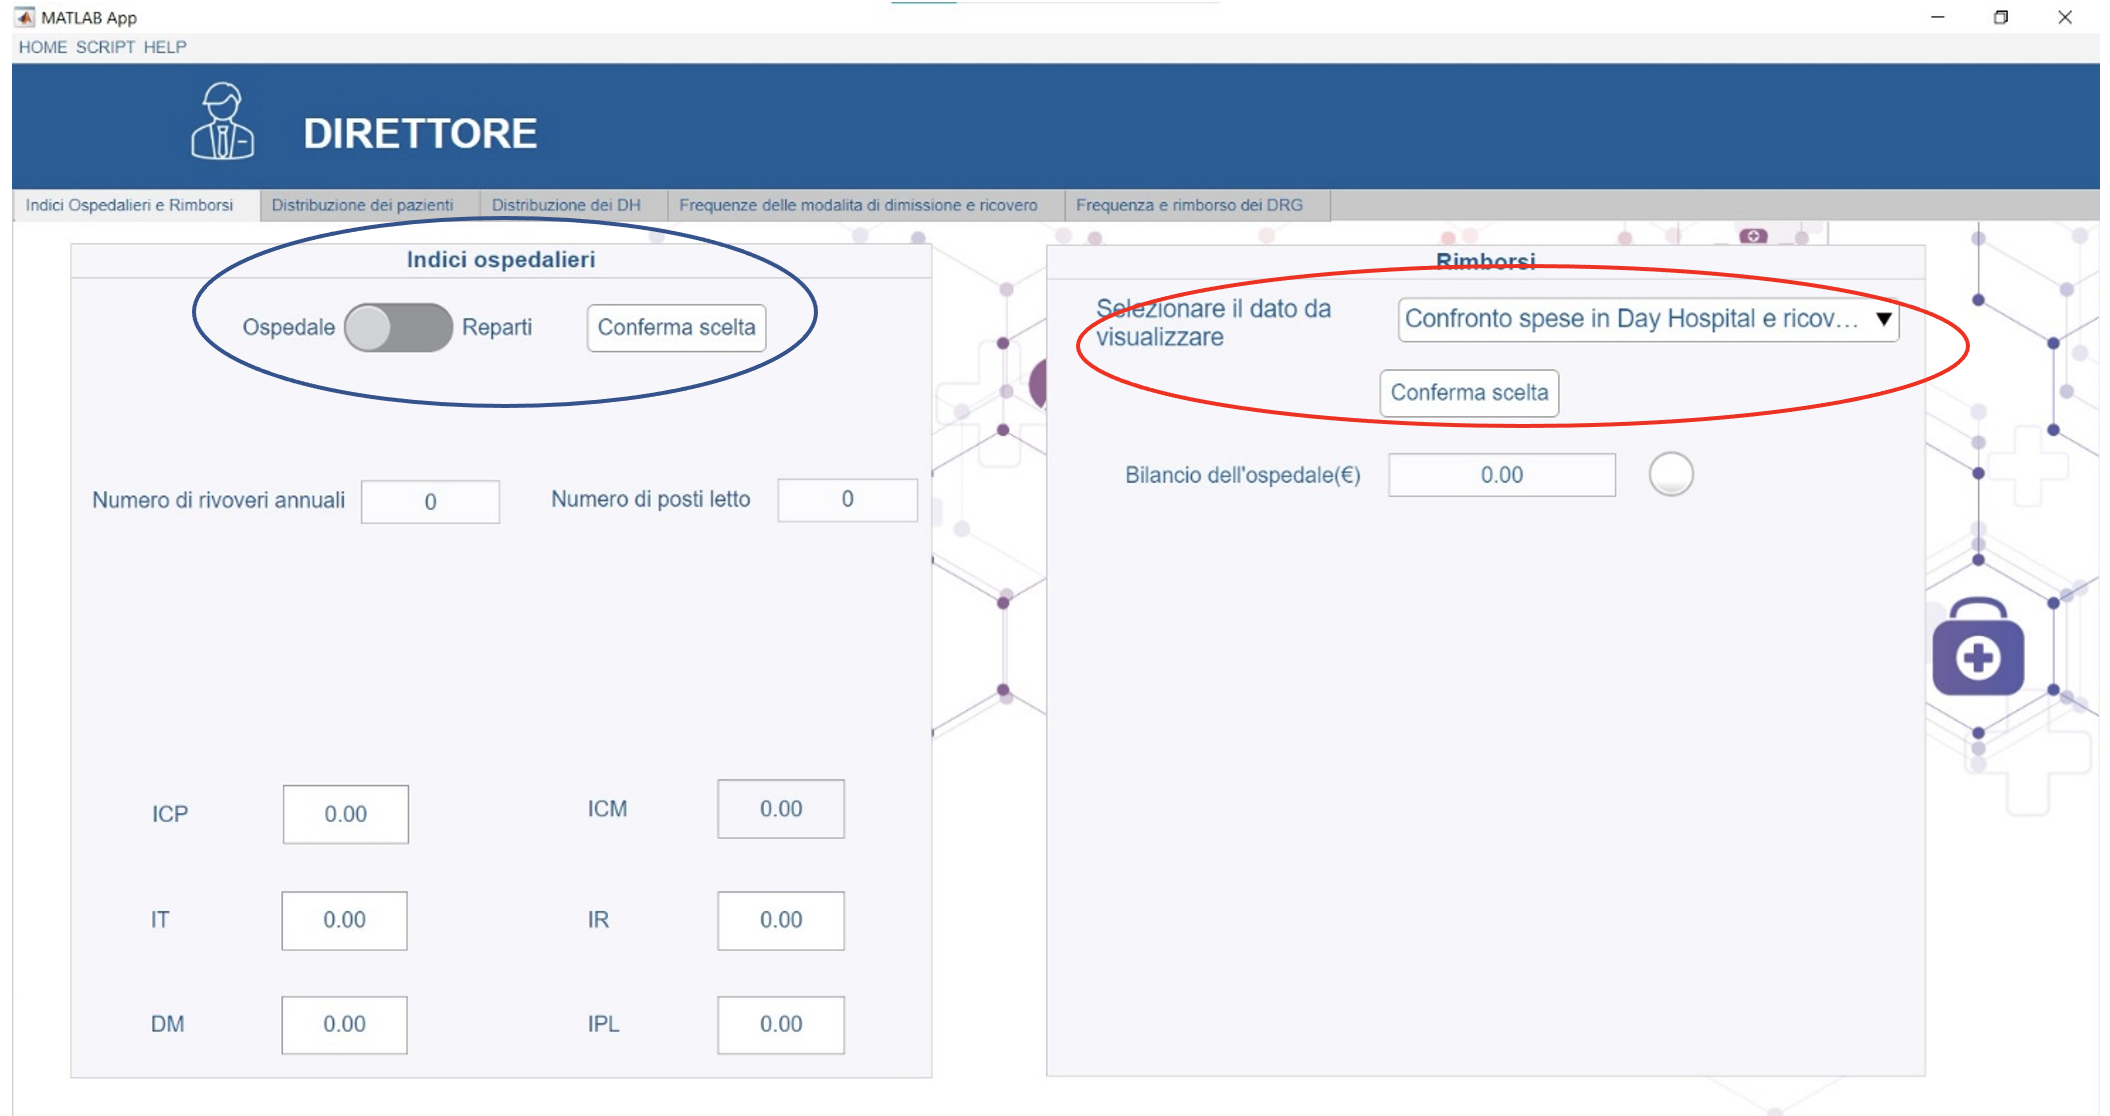 MATLAB App
HOME SCRIPT HELP
DIRETTORE
Indici Ospedalieri e Rimborsi
Distribuzione dei pazienti
Distribuzione dei DH
Frequenze delle modalita di dimissione e ricovero
Frequenza e rimborso dei DRG
Indici ospedalieri
Ospedale
Reparti
Conferma scelta
Numero di rivoveri annuali
0
Numero di posti letto
0
ICP
0.00
ICM
0.00
IT
0.00
IR
0.00
DM
0.00
IPL
0.00
Rimborsi
Selezionare il dato da
visualizzare
Confronto spese in Day Hospital e ricov...
Conferma scelta
Bilancio dell'ospedale(€)
0.00